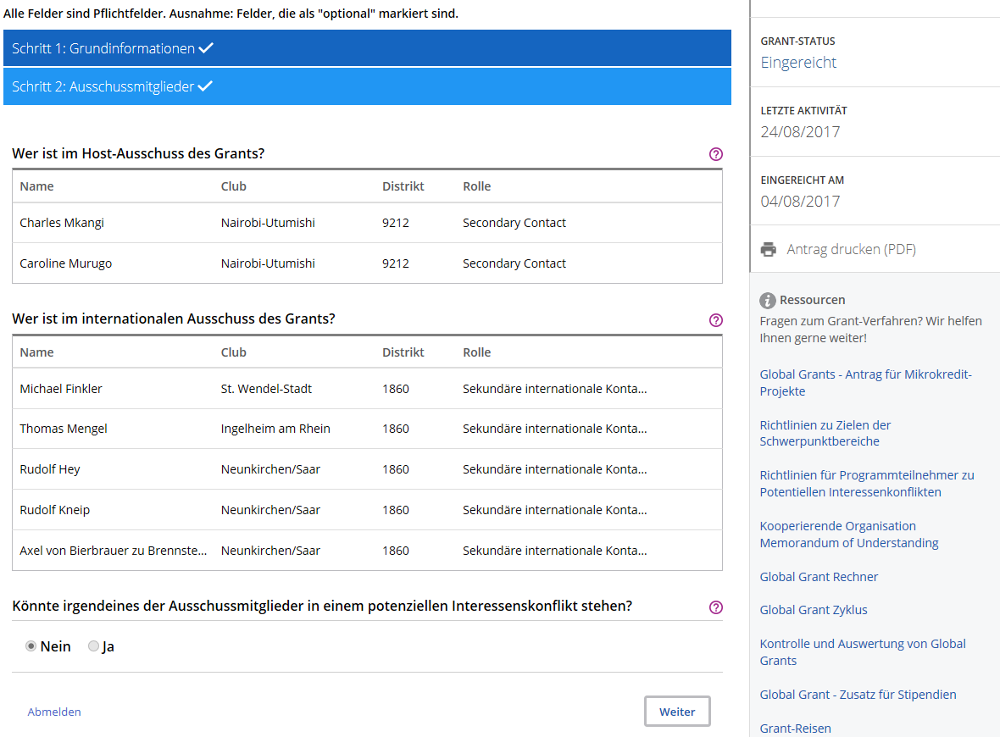 Alle Felder sind Pflichtfelder. Ausnahme: Felder, die als "optional" markiert sind.
Schritt 1: Grundinformationen
Schritt 2: Ausschussmitglieder
Wer ist im Host-Ausschuss des Grants?
Name Club Distrikt Rolle
Charles Mkangi Nairobi-Utumishi 9212 Secondary Contact
Caroline Murugo Nairobi-Utumishi 9212 Secondary Contact
Wer ist im internationalen Ausschuss des Grants?
Name Club Distrikt Rolle
Michael Finkler St. Wendel-Stadt 1860 Sekundäre internationale Konta...
Thomas Mengel Ingelheim am Rhein 1860 Sekundäre internationale Konta...
Rudolf Hey Neunkirchen/Saar 1860 Sekundäre internationale Konta...
Rudolf Kneip Neunkirchen/Saar 1860 Sekundäre internationale Konta...
Axel von Bierbrauer zu Brennste... Neunkirchen/Saar 1860 Sekundäre internationale Konta...
Könnte irgendeines der Ausschussmitglieder in einem potenziellen Interessenskonflikt stehen?
Nein Ja
Abmelden Weiter
GRANT-STATUS
Eingereicht
LETZTE AKTIVITÄT
24/08/2017
EINGEREICHT AM
04/08/2017
Antrag drucken (PDF)
Ressourcen
Fragen zum Grant-Verfahren? Wir helfen
Ihnen gerne weiter!
Global Grants - Antrag für Mikrokredit-
Projekte
Richtlinien zu Zielen der
Schwerpunktbereiche
Richtlinien für Programmteilnehmer zu
Potentiellen Interessenkonflikten
Kooperierende Organisation
Memorandum of Understanding
Global Grant Rechner
Global Grant Zyklus
Kontrolle und Auswertung von Global
Grants
Global Grant - Zusatz für Stipendien
Grant-Reisen